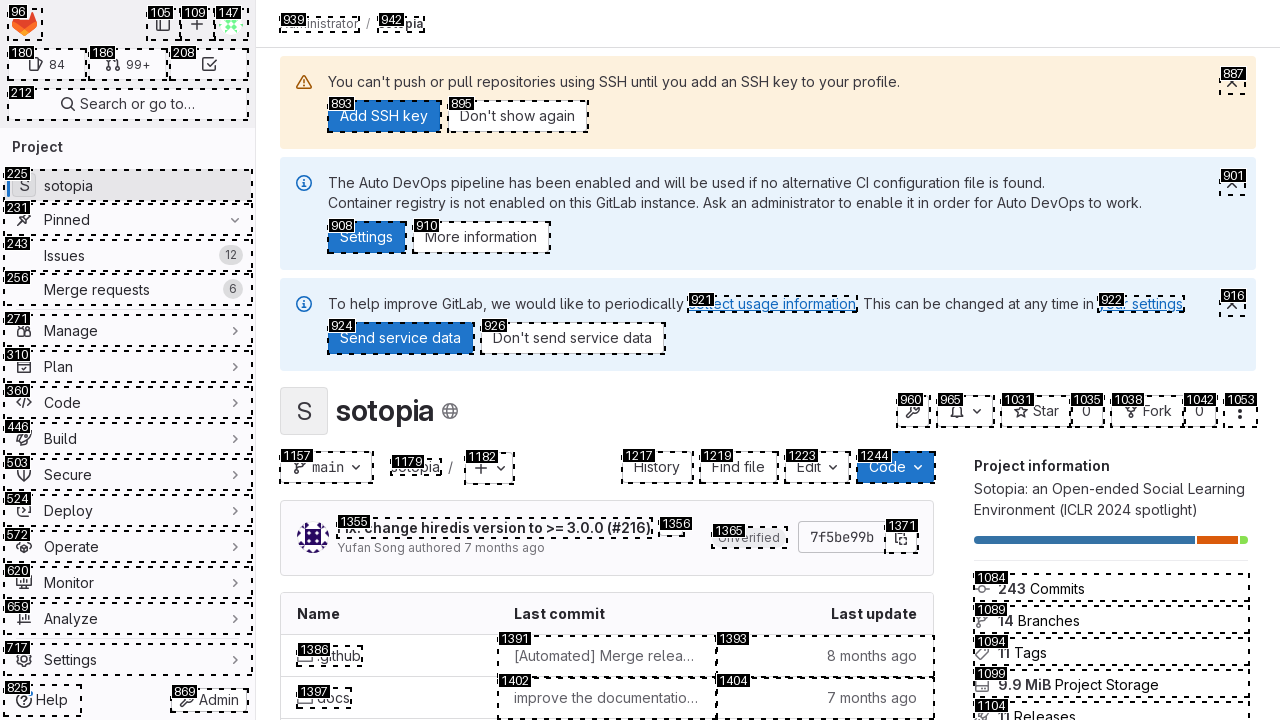 96
105
109
147
180
84
186
99+
208
212
Search or go to…
Project
225
S
sotopia
231
Pinned
243
Issues
12
256
Merge requests
6
271
Manage
310
Plan
360
Code
446
Build
503
Secure
524
Deploy
572
Operate
620
Monitor
659
Analyze
717
Settings
825
Help
869
Admin
939
942
/
887
You can't push or pull repositories using SSH until you add an SSH key to your profile.
893
Add SSH key
895
Don't show again
901
The Auto DevOps pipeline has been enabled and will be used if no alternative CI configuration file is found.
Container registry is not enabled on this GitLab instance. Ask an administrator to enable it in order for Auto DevOps to work.
908
Settings
910
More information
916
To help improve GitLab, we would like to periodically
921
collect usage information
. This can be changed at any time in
922
your settings
.
924
Send service data
926
Don't send service data
S
sotopia
960
965
1031
Star
1035
0
1038
Fork
1042
0
1053
1157
main
1179
sotopia
/
1182
1217
History
1219
Find file
1223
Edit
1244
Code
1355
fix: change hiredis version to >= 3.0.0 (#216)
1356
Yufan Song authored 7 months ago
1365
Unverified
7f5be99b
1371
Name
Last commit
Last update
1386
.github
1391
[Automated] Merge relea…
1393
8 months ago
1397
docs
1402
improve the documentatio…
1404
7 months ago
Project information
Sotopia: an Open-ended Social Learning
Environment (ICLR 2024 spotlight)
1084
243 Commits
1089
14 Branches
1094
11 Tags
1099
9.9 MiB Project Storage
1104
11 Releases